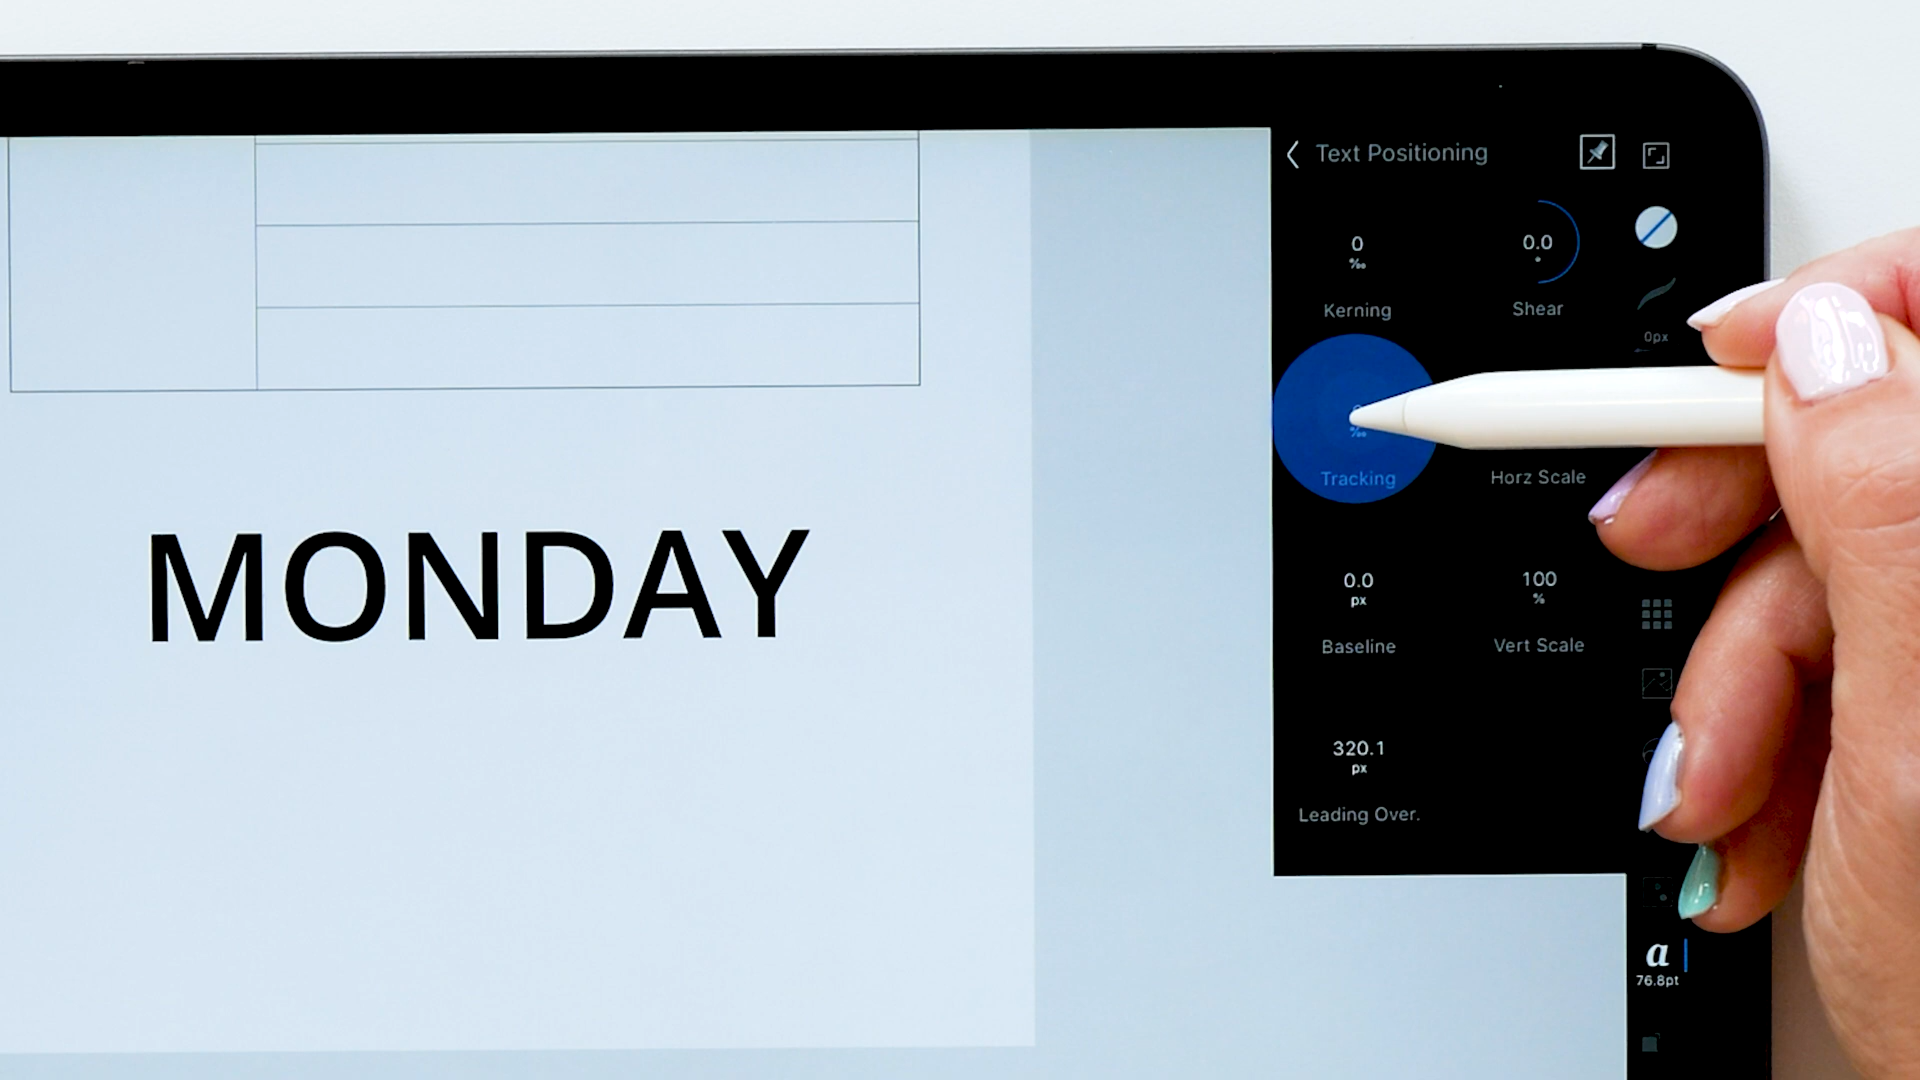 Text Positioning
0
‰
Kerning
0.0
°
Shear
0px
‰
Tracking
Horz Scale
MONDAY
0.0
px
Baseline
100
%
Vert Scale
320.1
px
Leading Over.
a
76.8pt